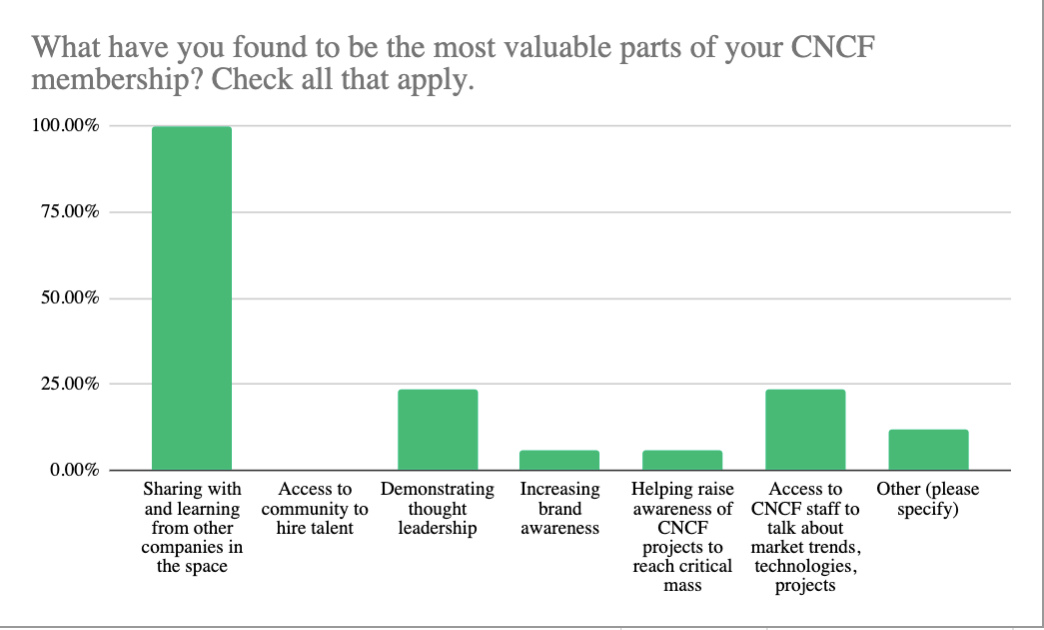 What have you found to be the most valuable parts of your CNCF
membership? Check all that apply.
100.00%
75.00%
50.00%
25.00%
0.00%
Sharing with
and learning
from other
companies in
the space
Access to
community to
hire talent
Demonstrating
thought
leadership
Increasing
brand
awareness
Helping raise
awareness of
CNCF
projects to
reach critical
mass
Access to
CNCF staff to
talk about
market trends,
technologies,
projects
Other (please
specify)